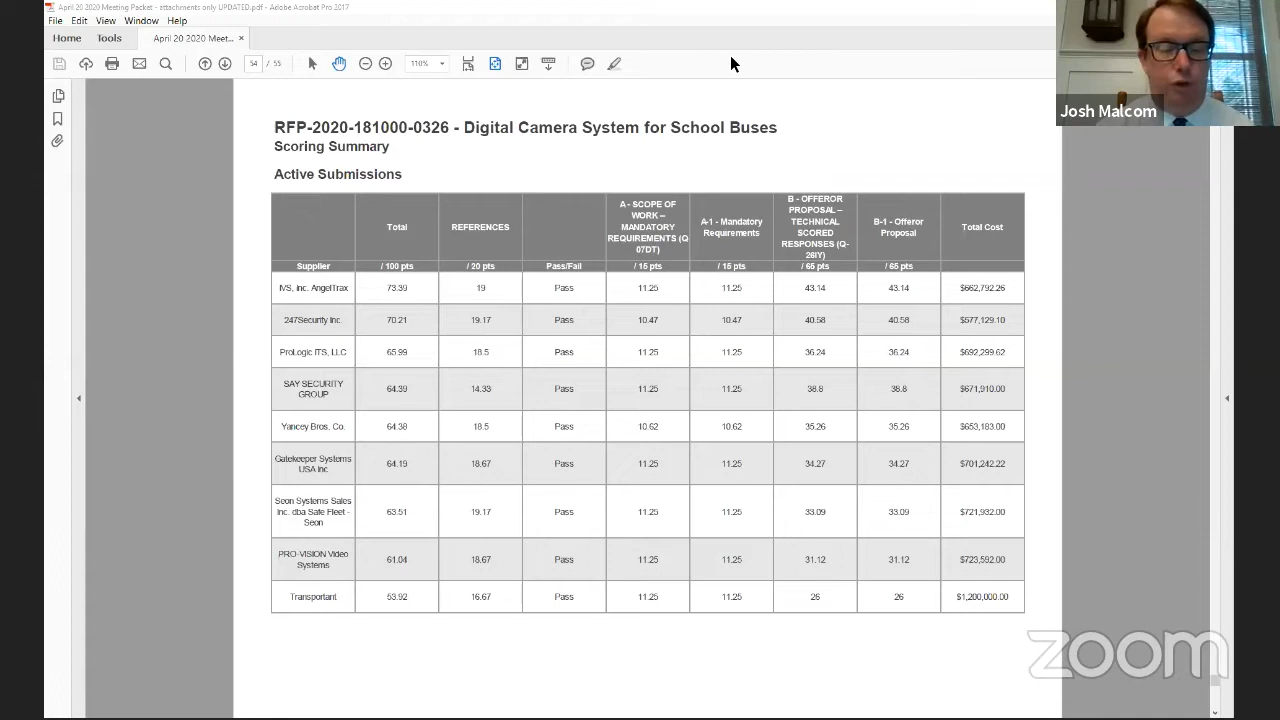 April 20 2020 Meeting Packet - attachments only UPDATED.pdf - Adobe Acrobat Pro 2017
File Edit View Window Help
Home Tools April 20 2020 Meet... ×
54 / 55 110%
RFP-2020-181000-0326 - Digital Camera System for School Buses
Scoring Summary
Active Submissions
Total REFERENCES A - SCOPE OF WORK – MANDATORY REQUIREMENTS (Q 07DT) A-1 - Mandatory Requirements B - OFFEROR PROPOSAL – TECHNICAL SCORED RESPONSES (Q-26IY) B-1 - Offeror Proposal Total Cost
Supplier / 100 pts / 20 pts Pass/Fail / 15 pts / 15 pts / 65 pts / 65 pts
IVS, Inc. AngelTrax 73.39 19 Pass 11.25 11.25 43.14 43.14 $662,792.26
247Security Inc. 70.21 19.17 Pass 10.47 10.47 40.58 40.58 $577,129.10
ProLogic ITS, LLC 65.99 18.5 Pass 11.25 11.25 36.24 36.24 $692,299.62
SAY SECURITY GROUP 64.39 14.33 Pass 11.25 11.25 38.8 38.8 $671,910.00
Yancey Bros. Co. 64.38 18.5 Pass 10.62 10.62 35.26 35.26 $653,183.00
Gatekeeper Systems USA Inc 64.19 18.67 Pass 11.25 11.25 34.27 34.27 $701,242.22
Seon Systems Sales Inc. dba Safe Fleet - Seon 63.51 19.17 Pass 11.25 11.25 33.09 33.09 $721,932.00
PRO-VISION Video Systems 61.04 18.67 Pass 11.25 11.25 31.12 31.12 $723,592.00
Transportant 53.92 16.67 Pass 11.25 11.25 26 26 $1,200,000.00
Josh Malcom
zoom